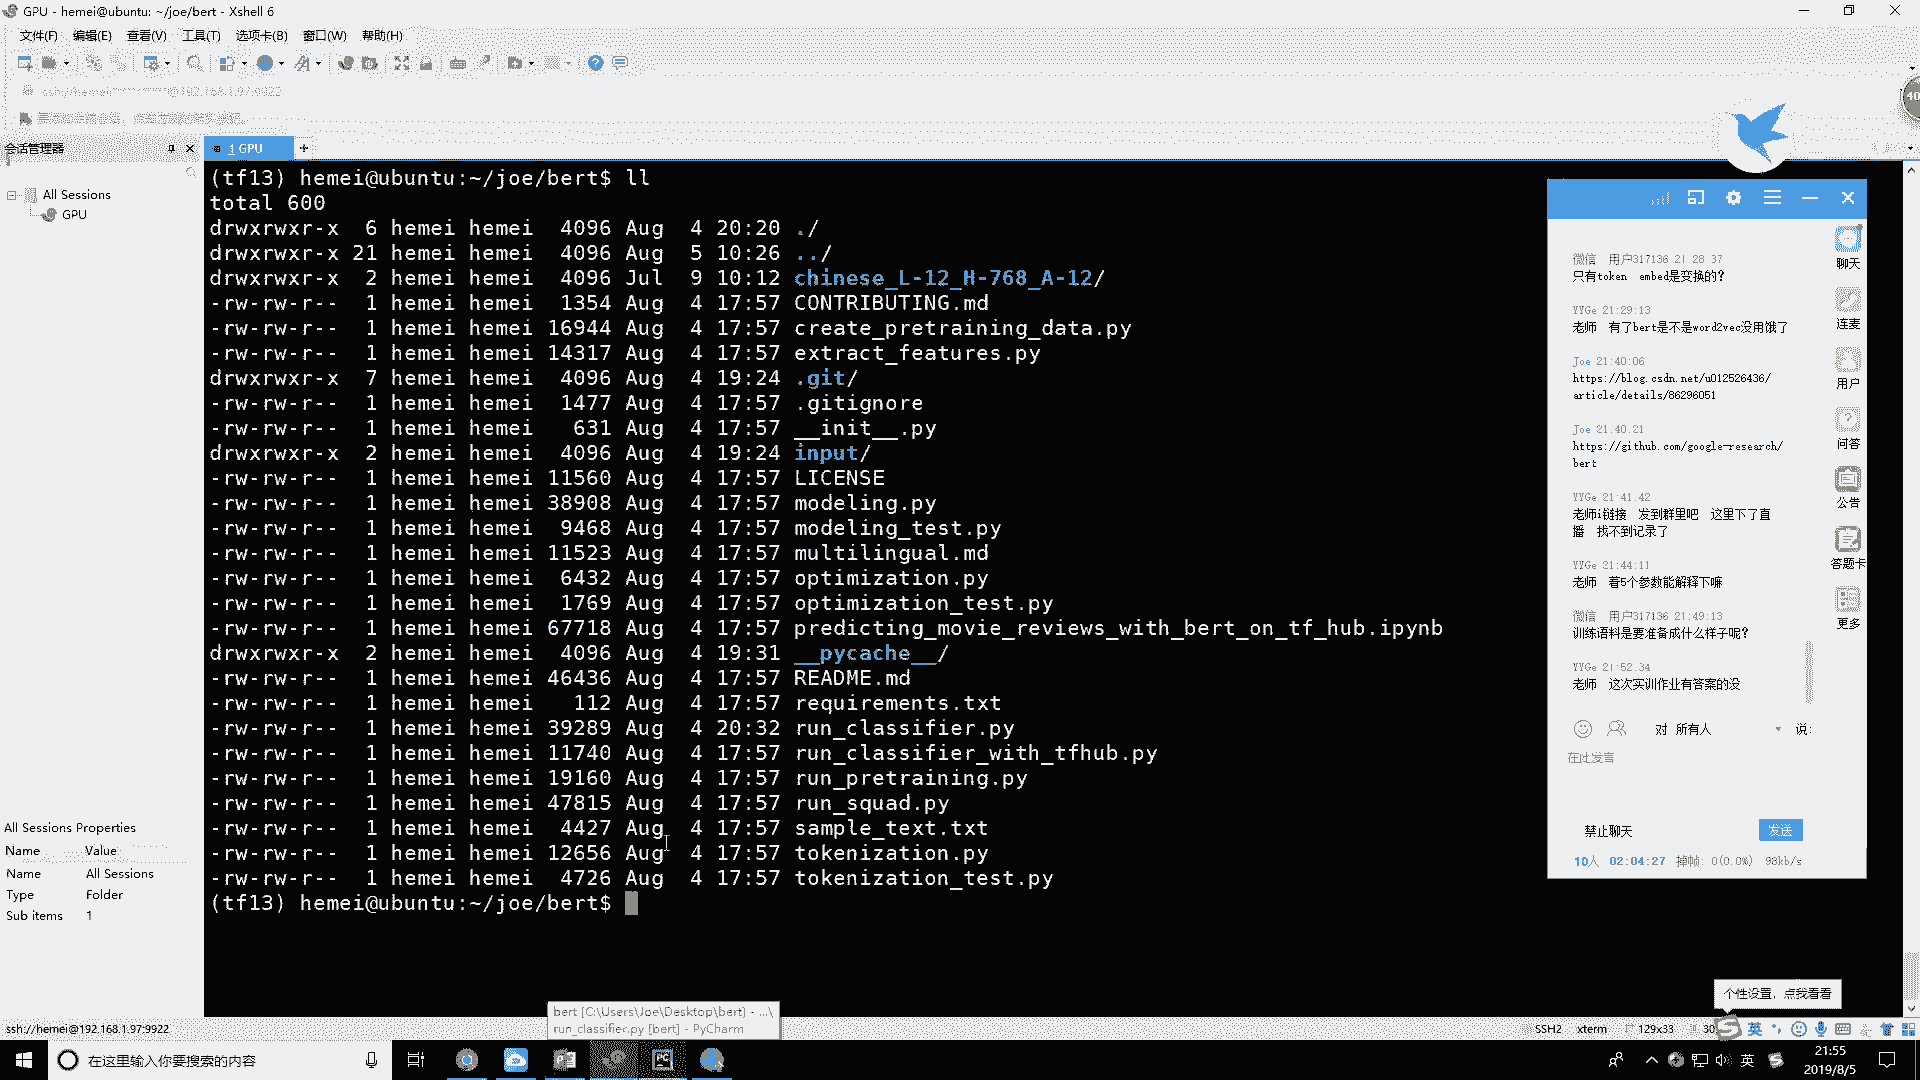 GPU - hemei@ubuntu: ~/joe/bert - Xshell 6
文件(F) 编辑(E) 查看(V) 工具(T) 选项卡(B) 窗口(W) 帮助(H)
40
会话管理器
1 GPU
+
All Sessions
GPU
(tf13) hemei@ubuntu:~/joe/bert$ ll
total 600
drwxrwxr-x 6 hemei hemei 4096 Aug 4 20:20 ./
drwxrwxr-x 21 hemei hemei 4096 Aug 5 10:26 ../
drwxrwxr-x 2 hemei hemei 4096 Jul 9 10:12 chinese_L-12_H-768_A-12/
-rw-rw-r-- 1 hemei hemei 1354 Aug 4 17:57 CONTRIBUTING.md
-rw-rw-r-- 1 hemei hemei 16944 Aug 4 17:57 create_pretraining_data.py
-rw-rw-r-- 1 hemei hemei 14317 Aug 4 17:57 extract_features.py
drwxrwxr-x 7 hemei hemei 4096 Aug 4 19:24 .git/
-rw-rw-r-- 1 hemei hemei 1477 Aug 4 17:57 .gitignore
-rw-rw-r-- 1 hemei hemei 631 Aug 4 17:57 __init__.py
drwxrwxr-x 2 hemei hemei 4096 Aug 4 19:24 input/
-rw-rw-r-- 1 hemei hemei 11560 Aug 4 17:57 LICENSE
-rw-rw-r-- 1 hemei hemei 38908 Aug 4 17:57 modeling.py
-rw-rw-r-- 1 hemei hemei 9468 Aug 4 17:57 modeling_test.py
-rw-rw-r-- 1 hemei hemei 11523 Aug 4 17:57 multilingual.md
-rw-rw-r-- 1 hemei hemei 6432 Aug 4 17:57 optimization.py
-rw-rw-r-- 1 hemei hemei 1769 Aug 4 17:57 optimization_test.py
-rw-rw-r-- 1 hemei hemei 67718 Aug 4 17:57 predicting_movie_reviews_with_bert_on_tf_hub.ipynb
drwxrwxr-x 2 hemei hemei 4096 Aug 4 19:31 __pycache__/
-rw-rw-r-- 1 hemei hemei 46436 Aug 4 17:57 README.md
-rw-rw-r-- 1 hemei hemei 112 Aug 4 17:57 requirements.txt
-rw-rw-r-- 1 hemei hemei 39289 Aug 4 20:32 run_classifier.py
-rw-rw-r-- 1 hemei hemei 11740 Aug 4 17:57 run_classifier_with_tfhub.py
-rw-rw-r-- 1 hemei hemei 19160 Aug 4 17:57 run_pretraining.py
-rw-rw-r-- 1 hemei hemei 47815 Aug 4 17:57 run_squad.py
-rw-rw-r-- 1 hemei hemei 4427 Aug 4 17:57 sample_text.txt
-rw-rw-r-- 1 hemei hemei 12656 Aug 4 17:57 tokenization.py
-rw-rw-r-- 1 hemei hemei 4726 Aug 4 17:57 tokenization_test.py
(tf13) hemei@ubuntu:~/joe/bert$
微信 用户317136 21:28:37
只有token embed是变换的?
YYGe 21:29:13
老师 有了bert是不是word2vec没用饿了
Joe 21:40:06
https://blog.csdn.net/u012526436/
article/details/86296051
Joe 21:40:21
https://github.com/google-research/
bert
YYGe 21:41:42
老师i链接 发到群里吧 这里下了直
播 找不到记录了
YYGe 21:44:11
老师 着5个参数能解释下嘛
微信 用户317136 21:49:13
训练语料是要准备成什么样子呢?
YYGe 21:52:34
老师 这次实训作业有答案的没
对 所有人 说:
在此发言
禁止聊天 发送
10人 02:04:27 掉帧: 0(0.0%) 98kb/s
聊天
连麦
用户
问答
公告
答题卡
更多
All Sessions Properties
Name Value
Name All Sessions
Type Folder
Sub items 1
bert [C:\Users\Joe\Desktop\bert] - ...\
run_classifier.py [bert] - PyCharm
个性设置，点我看看
ssh://hemei@192.168.1.97:9922
SSH2 xterm 129x33 30
英
在这里输入你要搜索的内容
英
21:55
2019/8/5